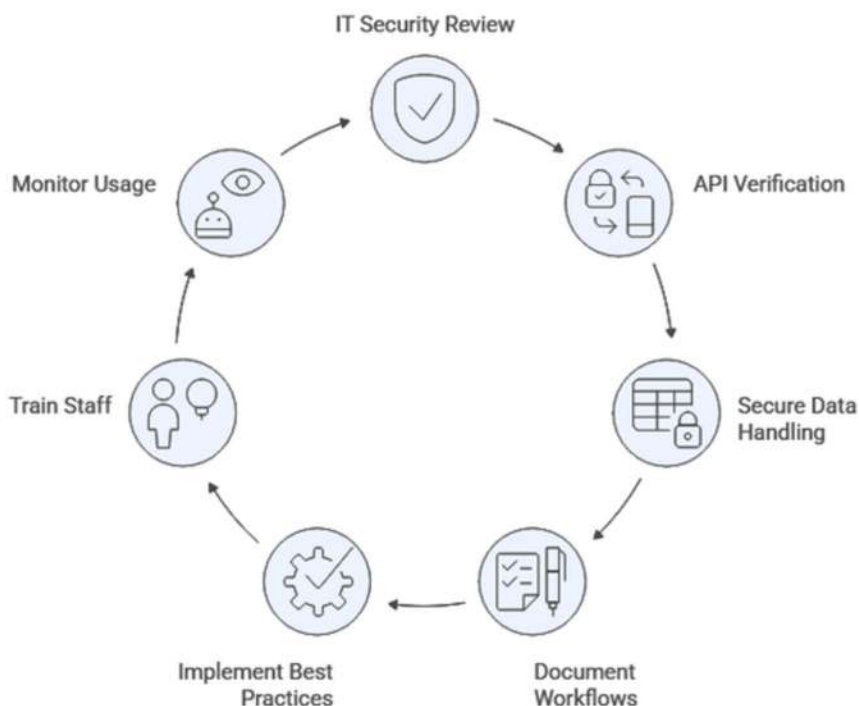 IT Security Review
Monitor Usage
API Verification
Train Staff
Secure Data
Handling
Implement Best
Practices
Document
Workflows